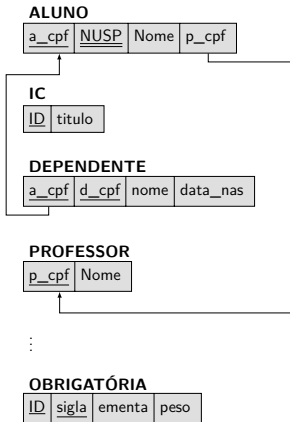 ALUNO
a_cpf NUSP Nome p_cpf
IC
ID titulo
DEPENDENTE
a_cpf d_cpf nome data_nas
PROFESSOR
p_cpf Nome
⋮
OBRIGATÓRIA
ID sigla ementa peso